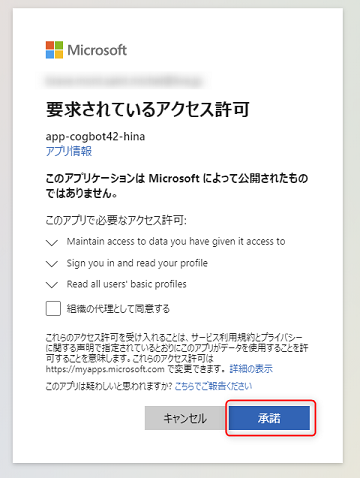 Microsoft
要求されているアクセス許可
app-cogbot42-hina
アプリ情報
このアプリケーションは Microsoft によって公開されたもの
ではありません。
このアプリで必要なアクセス許可:
Maintain access to data you have given it access to
Sign you in and read your profile
Read all users' basic profiles
組織の代理として同意する
これらのアクセス許可を受け入れることは、サービス利用規約とプライバシー
に関する声明で指定されているとおりにこのアプリがデータを使用することを許
可することを意味します。これらのアクセス許可は
https://myapps.microsoft.com で変更できます。 詳細の表示
このアプリは疑わしいと思われますか? こちらでご報告ください
キャンセル
承諾